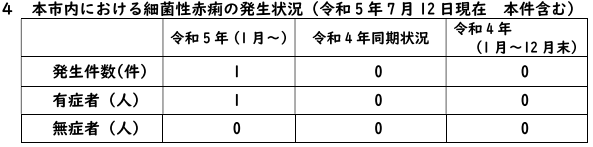 4 本市内における細菌性赤痢の発生状況（令和5年7月12日現在 本件含む）
令和5年（1月～） 令和4年同期状況 令和4年
（1月～12月末）
発生件数(件) 1 0 0
有症者（人） 1 0 0
無症者（人） 0 0 0